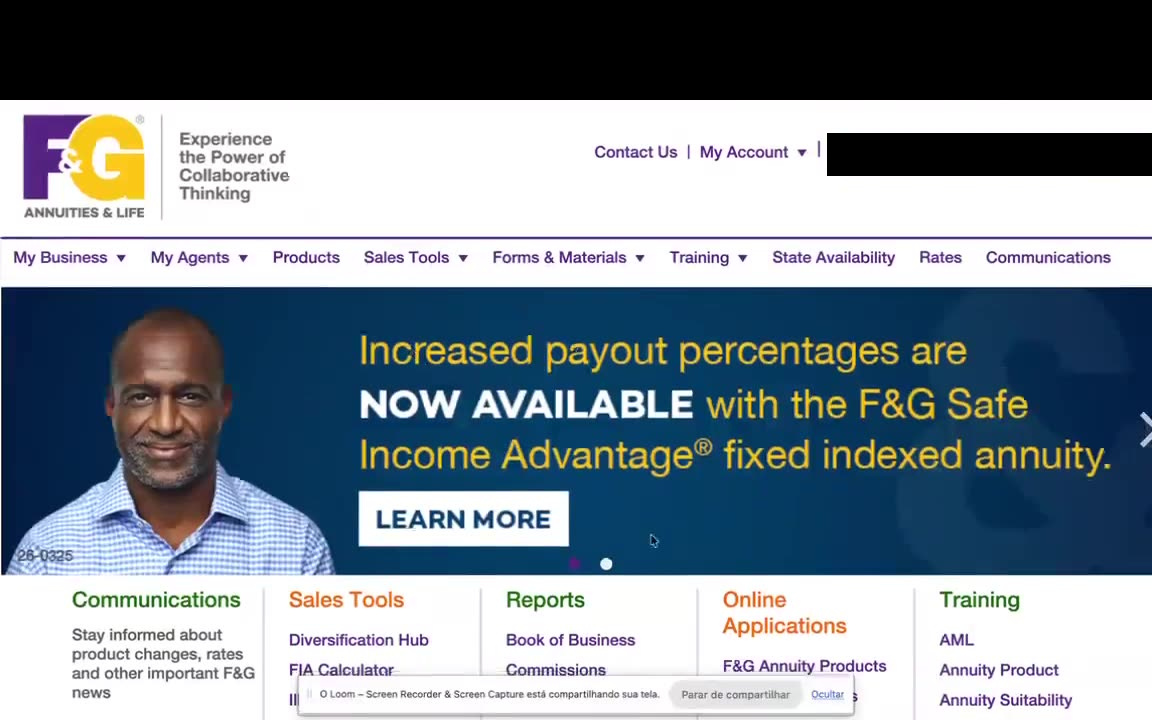 F&G®
ANNUITIES & LIFE
Experience
the Power of
Collaborative
Thinking
Contact Us | My Account ▼ |
My Business ▼ My Agents ▼ Products Sales Tools ▼ Forms & Materials ▼ Training ▼ State Availability Rates Communications
Increased payout percentages are
NOW AVAILABLE with the F&G Safe
Income Advantage® fixed indexed annuity.
LEARN MORE
26-0325
Communications
Stay informed about
product changes, rates
and other important F&G
news
Sales Tools
Diversification Hub
FIA Calculator
Reports
Book of Business
Commissions
Online
Applications
F&G Annuity Products
Training
AML
Annuity Product
Annuity Suitability
O Loom – Screen Recorder & Screen Capture está compartilhando sua tela. Parar de compartilhar Ocultar